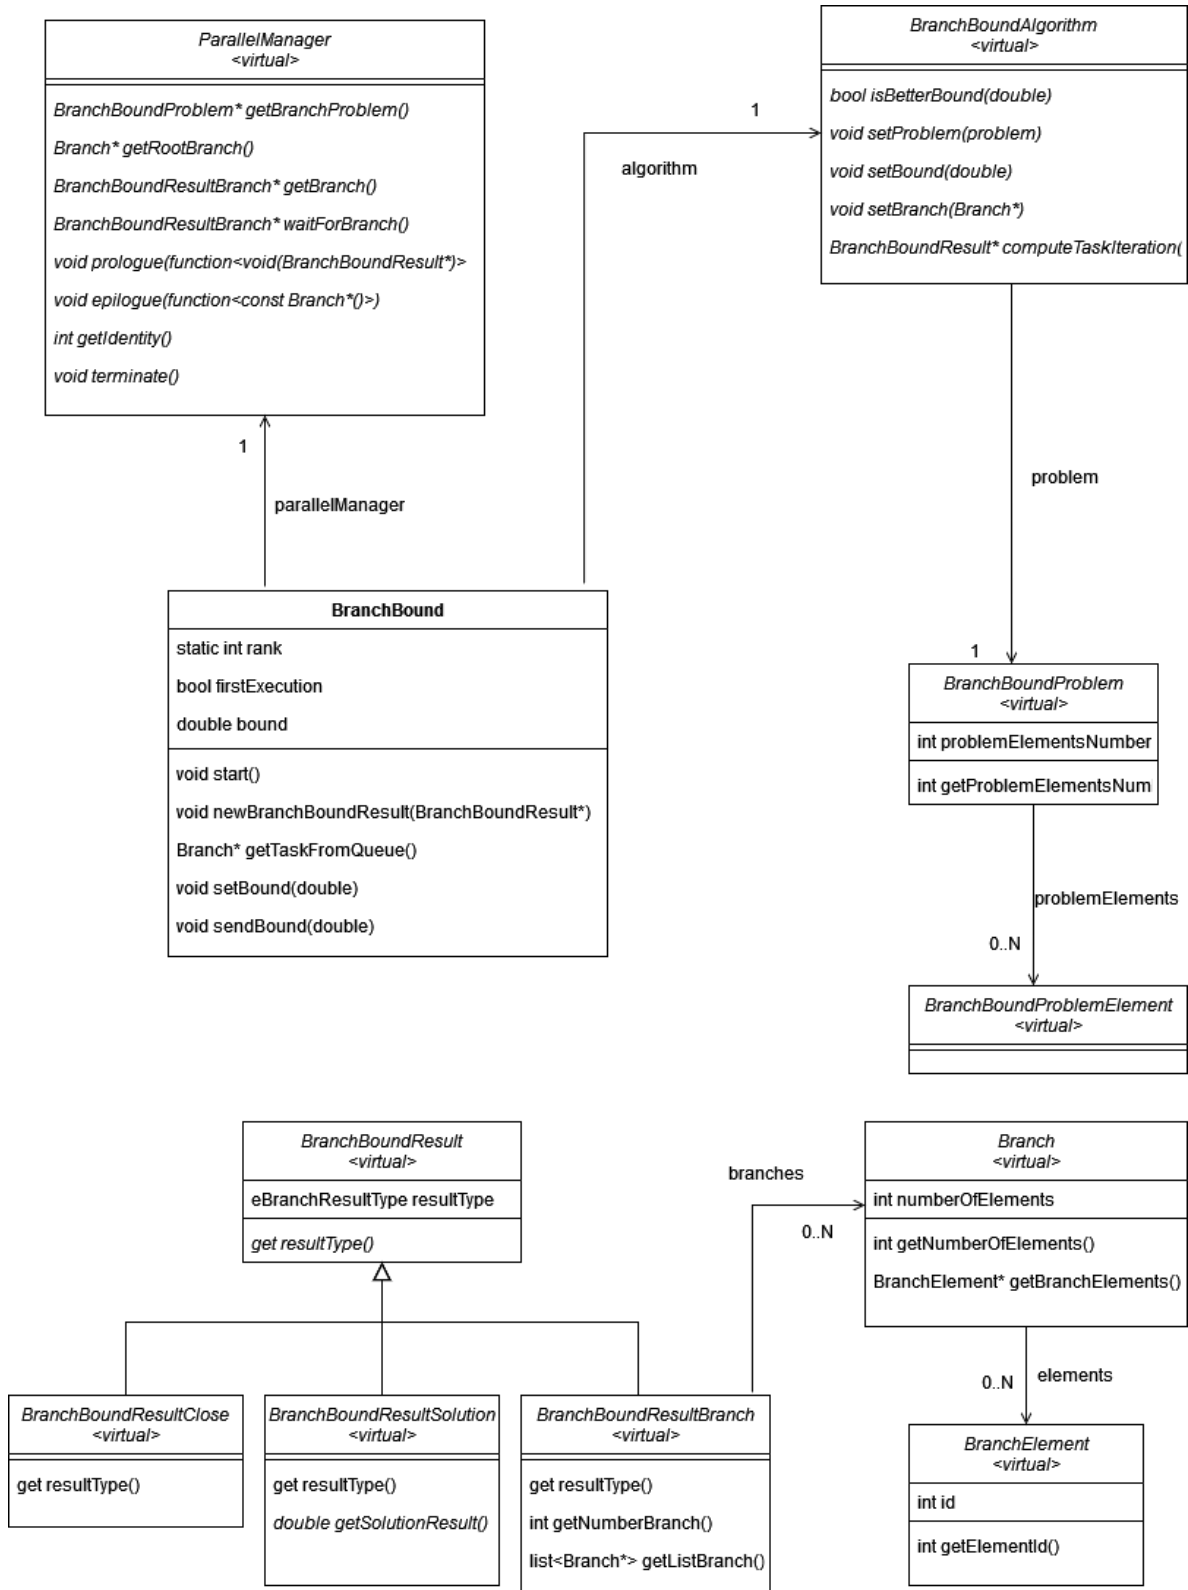 ParallelManager
<virtual>
BranchBoundProblem* getBranchProblem()
Branch* getRootBranch()
BranchBoundResultBranch* getBranch()
BranchBoundResultBranch* waitForBranch()
void prologue(function<void(BranchBoundResult*)>
void epilogue(function<const Branch*()>)
int getIdentity()
void terminate()
BranchBoundAlgorithm
<virtual>
bool isBetterBound(double)
void setProblem(problem)
void setBound(double)
void setBranch(Branch*)
BranchBoundResult* computeTaskIteration(
1
algorithm
1
parallelManager
problem
1
BranchBound
static int rank
bool firstExecution
double bound
void start()
void newBranchBoundResult(BranchBoundResult*)
Branch* getTaskFromQueue()
void setBound(double)
void sendBound(double)
BranchBoundProblem
<virtual>
int problemElementsNumber
int getProblemElementsNum
problemElements
0..N
BranchBoundProblemElement
<virtual>
BranchBoundResult
<virtual>
eBranchResultType resultType
get resultType()
branches
0..N
Branch
<virtual>
int numberOfElements
int getNumberOfElements()
BranchElement* getBranchElements()
elements
0..N
BranchBoundResultClose
<virtual>
get resultType()
BranchBoundResultSolution
<virtual>
get resultType()
double getSolutionResult()
BranchBoundResultBranch
<virtual>
get resultType()
int getNumberBranch()
list<Branch*> getListBranch()
BranchElement
<virtual>
int id
int getElementId()